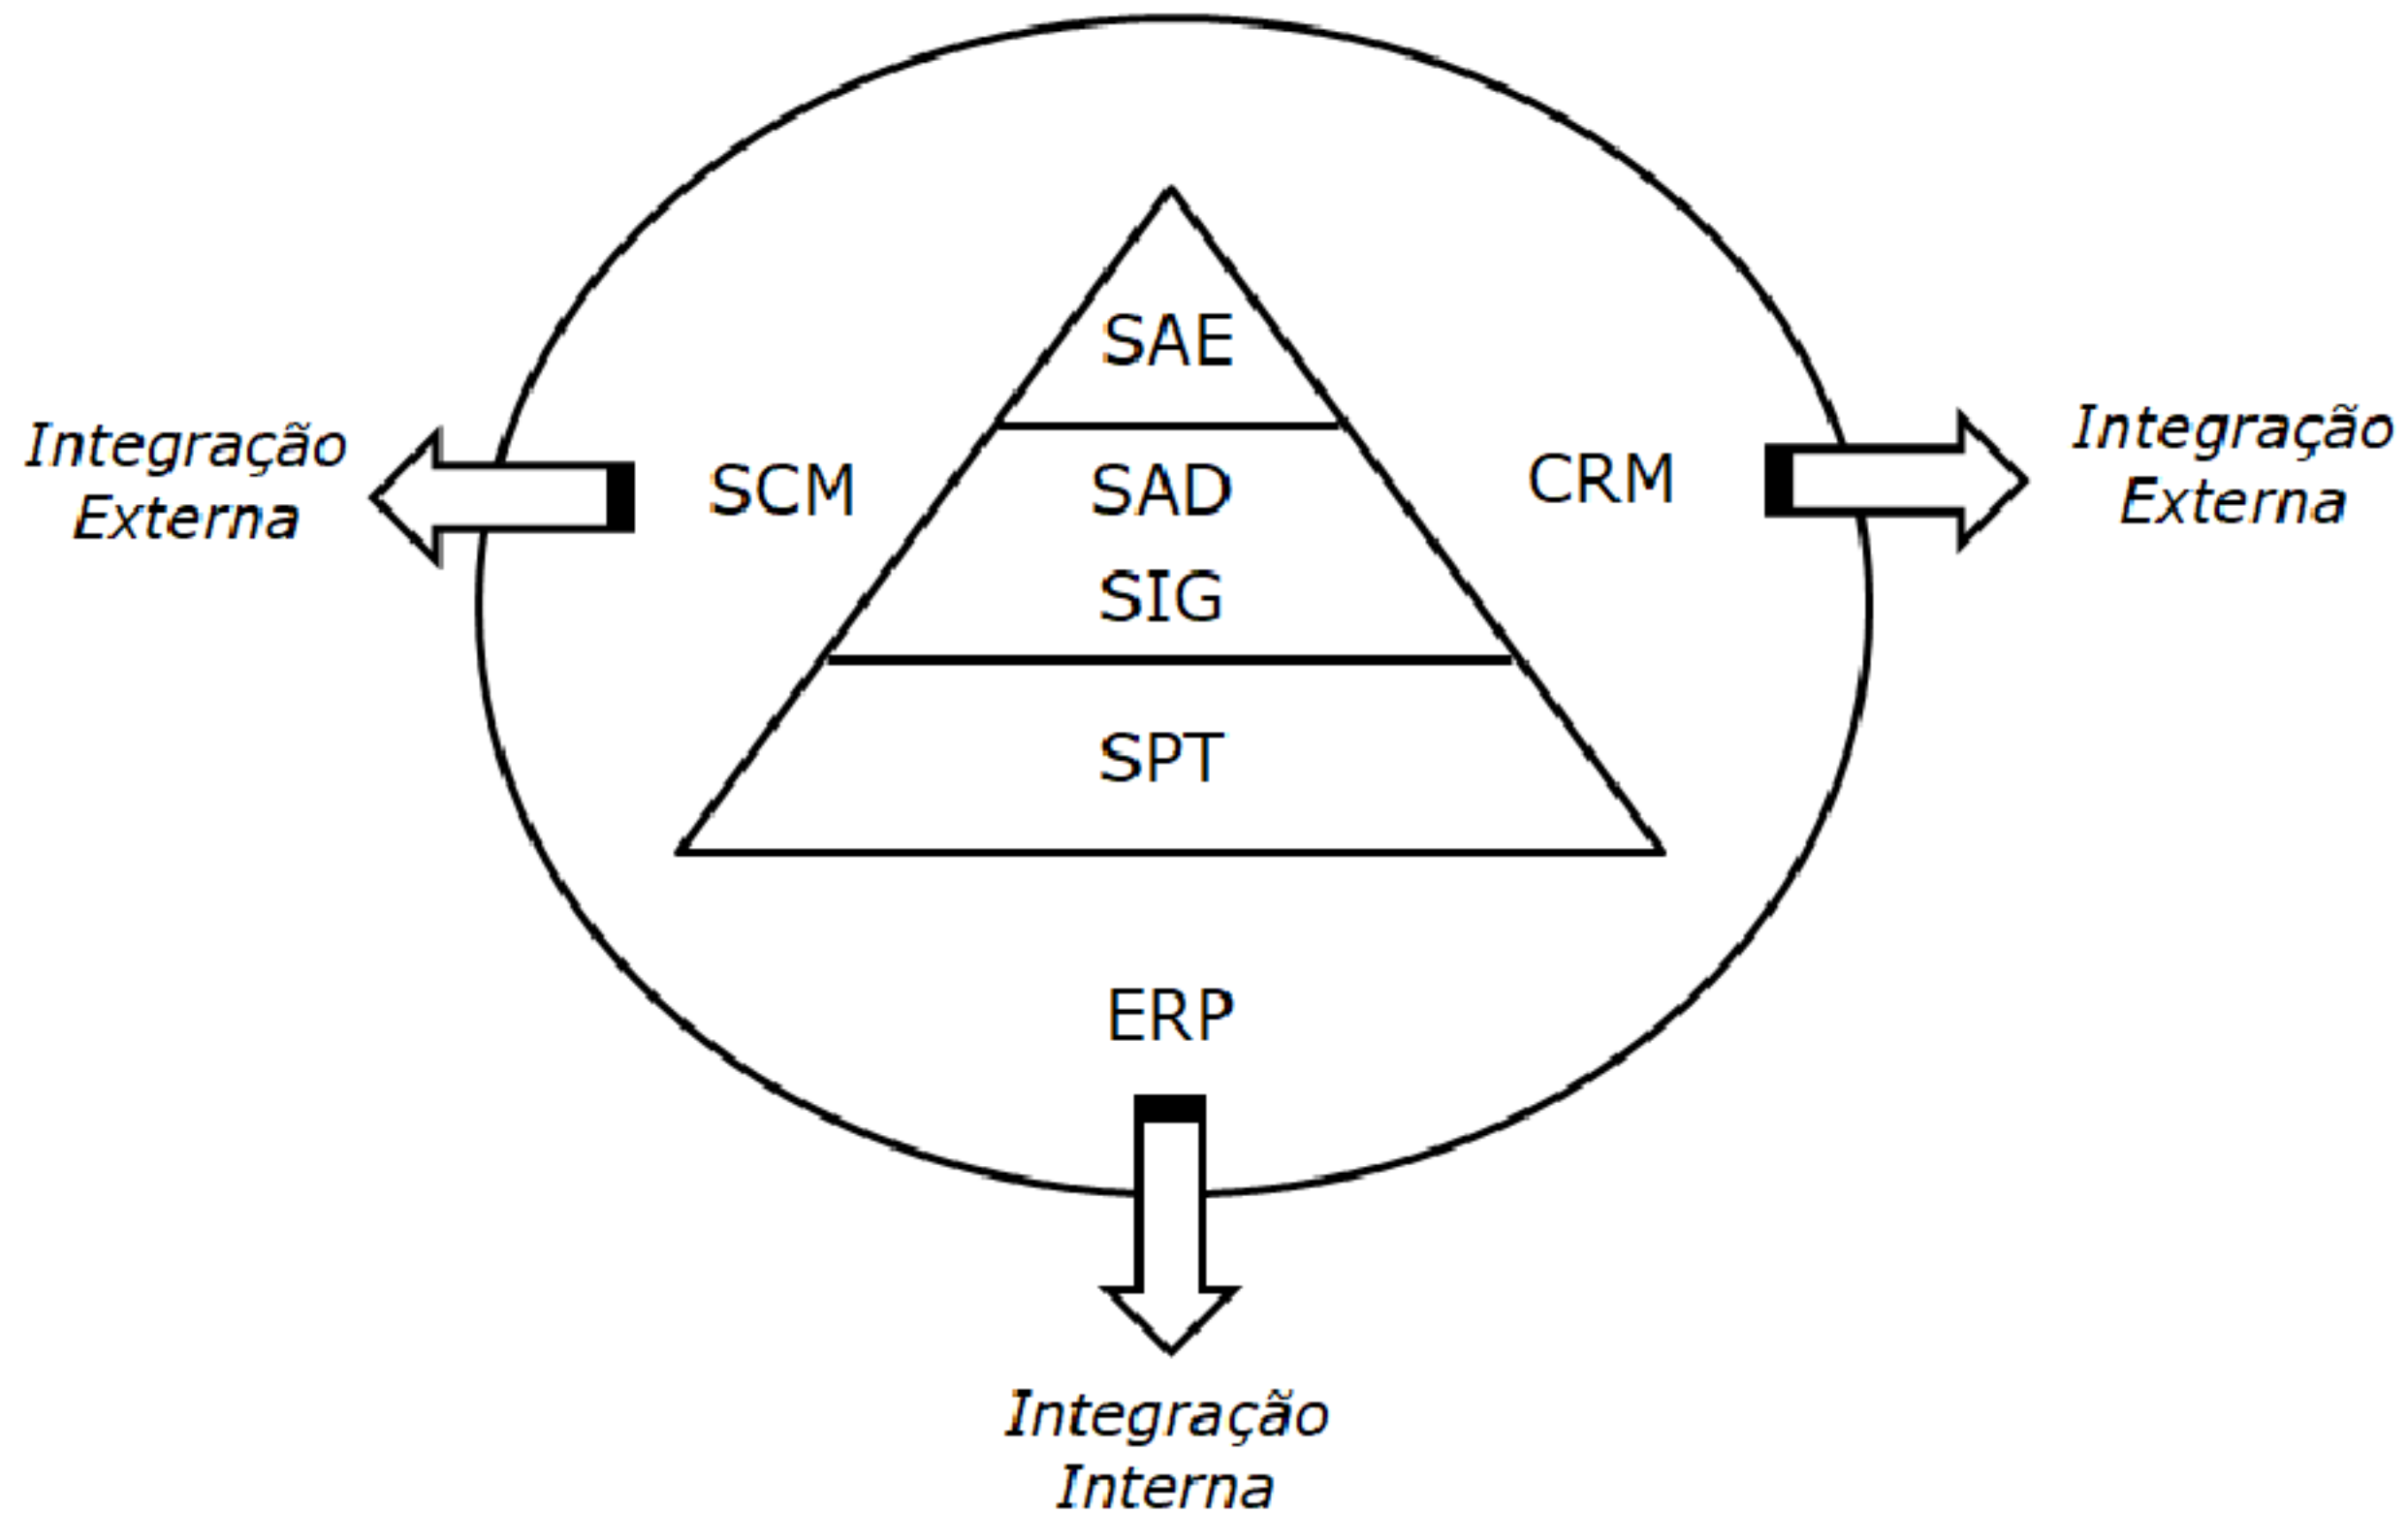 SAE
Integração
Externa
SCM
SAD
CRM
Integração
Externa
SIG
SPT
ERP
Integração
Interna